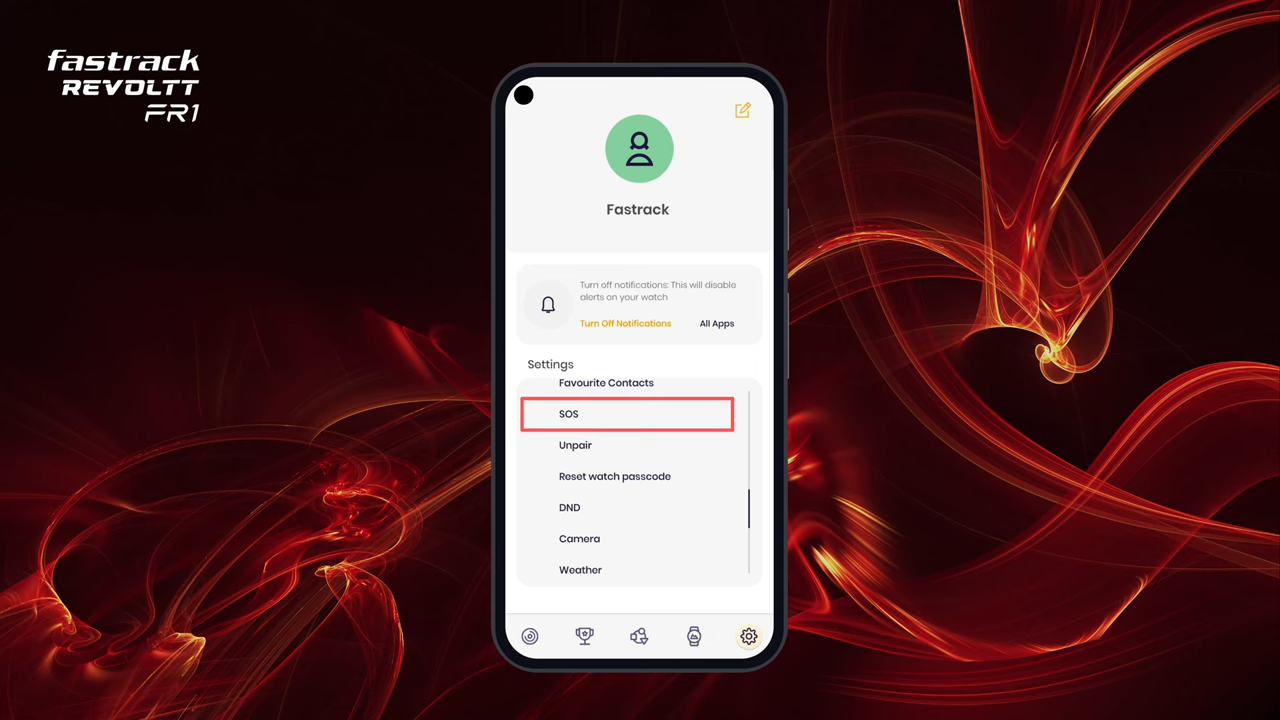 fastrack
REVOLTT
FR1
Fastrack
Turn off notifications: This will disable
alerts on your watch
Turn Off Notifications
All Apps
Settings
Favourite Contacts
SOS
Unpair
Reset watch passcode
DND
Camera
Weather